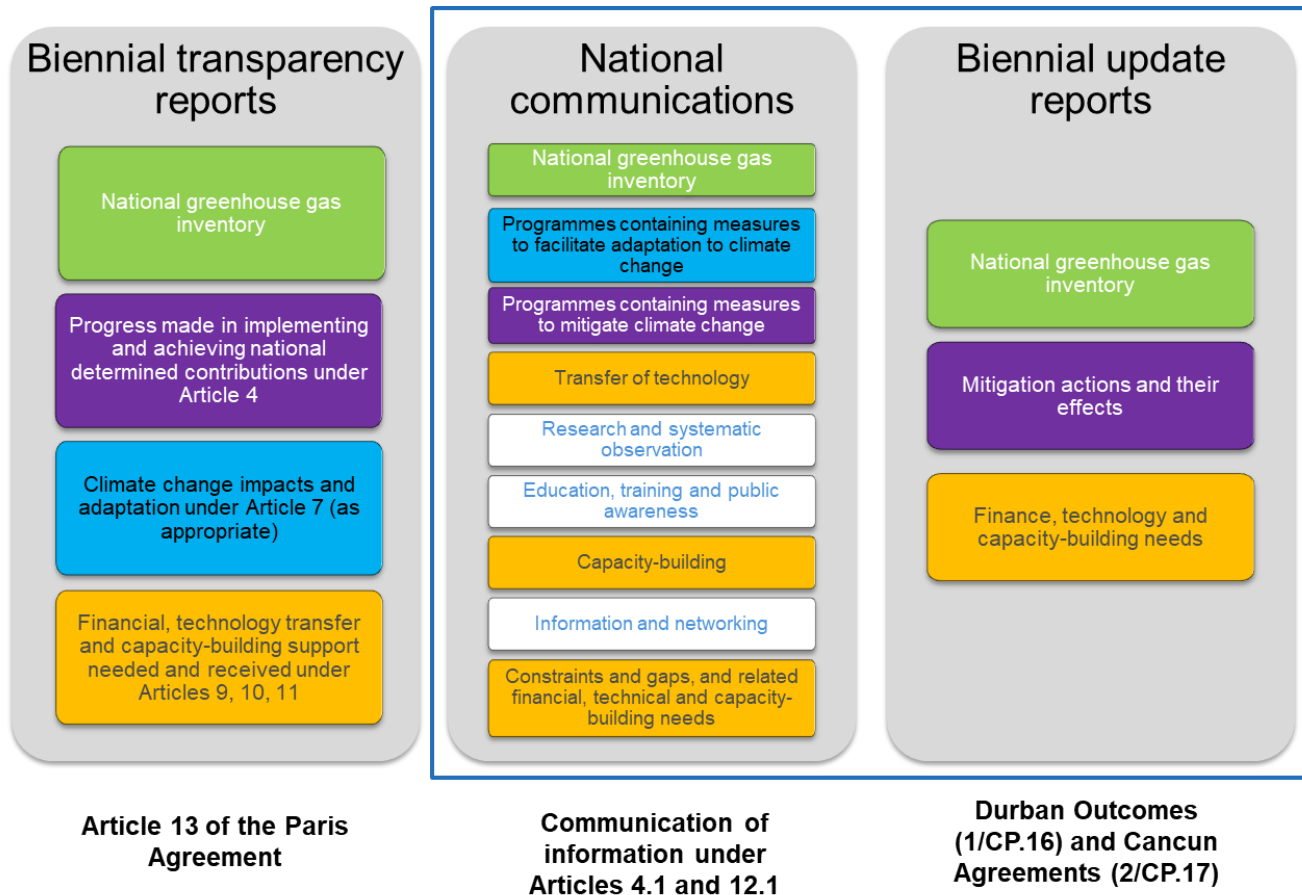 Biennial transparency
reports
National greenhouse gas
inventory
Progress made in implementing
and achieving national
determined contributions under
Article 4
Climate change impacts and
adaptation under Article 7 (as
appropriate)
Financial, technology transfer
and capacity-building support
needed and received under
Articles 9, 10, 11
Article 13 of the Paris
Agreement
National
communications
National greenhouse gas
inventory
Programmes containing measures
to facilitate adaptation to climate
change
Programmes containing measures
to mitigate climate change
Transfer of technology
Research and systematic
observation
Education, training and public
awareness
Capacity-building
Information and networking
Constraints and gaps, and related
financial, technical and capacity-
building needs
Communication of
information under
Articles 4.1 and 12.1
Biennial update
reports
National greenhouse gas
inventory
Mitigation actions and their
effects
Finance, technology and
capacity-building needs
Durban Outcomes
(1/CP.16) and Cancun
Agreements (2/CP.17)